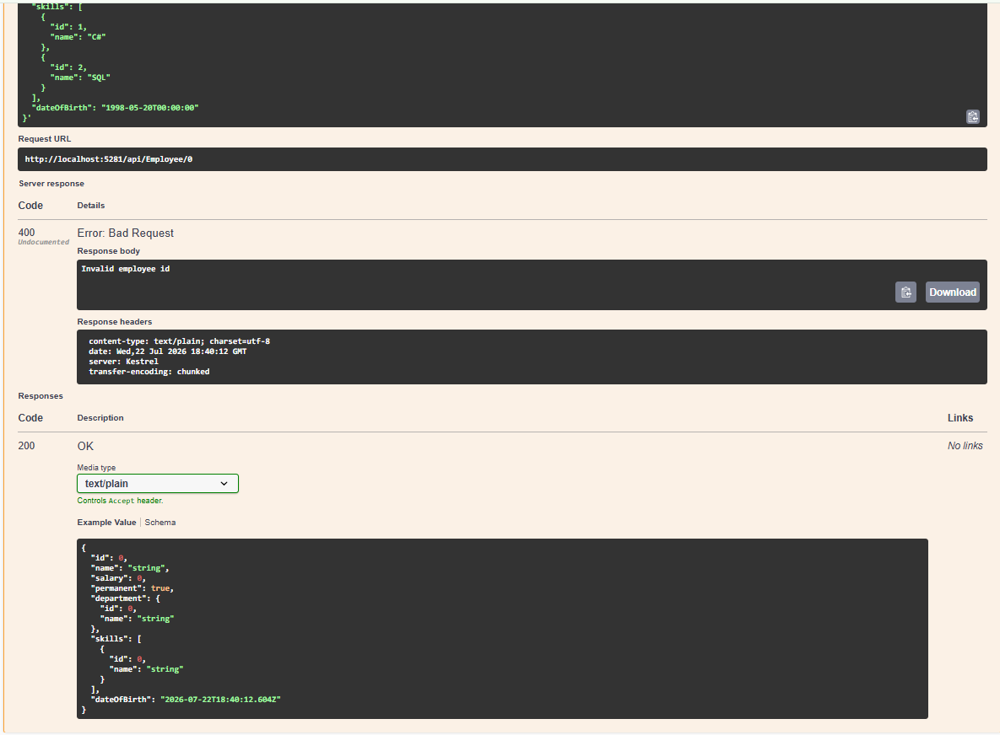 "skills": [
{
"id": 1,
"name": "C#"
},
{
"id": 2,
"name": "SQL"
}
],
"dateOfBirth": "1998-05-20T00:00:00"
}'
Request URL
http://localhost:5281/api/Employee/0
Server response
Code Details
400 Error: Bad Request
Undocumented
Response body
Invalid employee id
Download
Response headers
content-type: text/plain; charset=utf-8
date: Wed,22 Jul 2026 18:40:12 GMT
server: Kestrel
transfer-encoding: chunked
Responses
Code Description Links
200 OK No links
Media type
text/plain
Controls Accept header.
Example Value Schema
{
"id": 0,
"name": "string",
"salary": 0,
"permanent": true,
"department": {
"id": 0,
"name": "string"
},
"skills": [
{
"id": 0,
"name": "string"
}
],
"dateOfBirth": "2026-07-22T18:40:12.604Z"
}